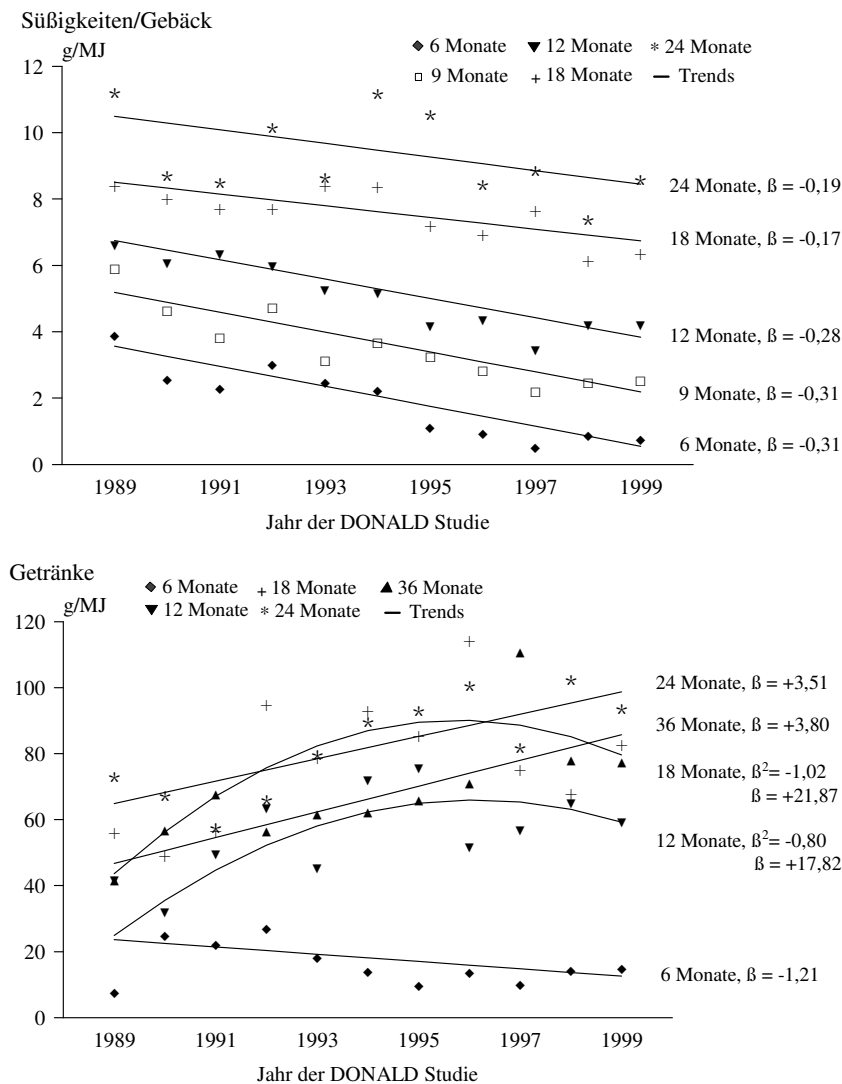 Süßigkeiten/Gebäck
g/MJ
◆ 6 Monate ▼ 12 Monate * 24 Monate
□ 9 Monate + 18 Monate — Trends
12
10
8
6
4
2
0
24 Monate, ß = -0,19
18 Monate, ß = -0,17
12 Monate, ß = -0,28
9 Monate, ß = -0,31
6 Monate, ß = -0,31
1989 1991 1993 1995 1997 1999
Jahr der DONALD Studie
Getränke
g/MJ
◆ 6 Monate + 18 Monate ▲ 36 Monate
▼ 12 Monate * 24 Monate — Trends
120
100
80
60
40
20
0
24 Monate, ß = +3,51
36 Monate, ß = +3,80
18 Monate, ß²= -1,02
ß = +21,87
12 Monate, ß²= -0,80
ß = +17,82
6 Monate, ß = -1,21
1989 1991 1993 1995 1997 1999
Jahr der DONALD Studie